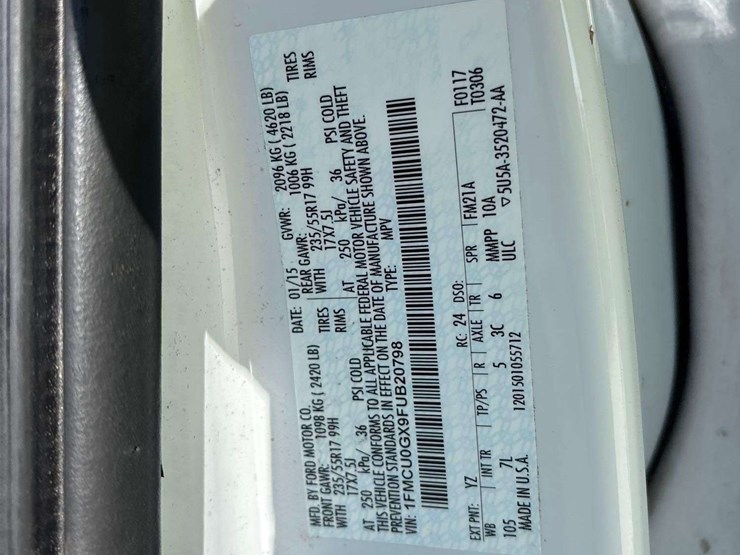 MFD. BY FORD MOTOR CO.
DATE: 01/15 GVWR: 2096 KG ( 4620 LB)
FRONT GAWR: 1098 KG ( 2420 LB) REAR GAWR: 1006 KG ( 2218 LB)
WITH 235/55R17 99H TIRES WITH 235/55R17 99H TIRES
17X7.5J RIMS 17X7.5J RIMS
AT 250 kPa/ 36 PSI COLD AT 250 kPa/ 36 PSI COLD
THIS VEHICLE CONFORMS TO ALL APPLICABLE FEDERAL MOTOR VEHICLE SAFETY AND THEFT
PREVENTION STANDARDS IN EFFECT ON THE DATE OF MANUFACTURE SHOWN ABOVE.
VIN: 1FMCU0GX9FUB20798 TYPE: MPV
F0117
T0306
EXT PNT: YZ RC: 24 DSO: SPR FM21A
WB INT TR TP/PS R AXLE TR
105 7L 5 3C 6 MMPP 10A
MADE IN U.S.A. 1201501055712 ULC ▽5U5A-3520472-AA